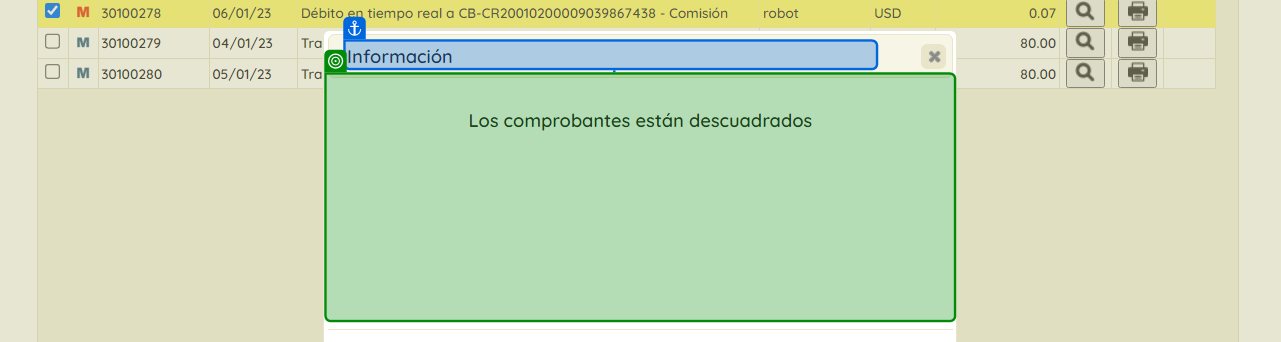 M 30100278 06/01/23 Débito en tiempo real a CB-CR20010200009039867438 - Comisión robot USD 0.07
M 30100279 04/01/23 Tra 80.00
Información
M 30100280 05/01/23 Tra 80.00
Los comprobantes están descuadrados